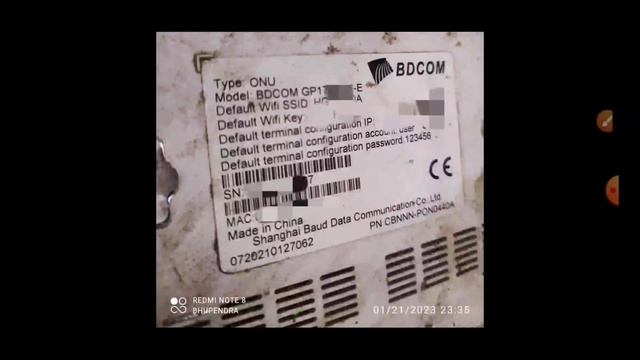 BDCOM
Type: ONU
Model: BDCOM GP17 -E
Default Wifi SSID:
Default Wifi Key:
Default terminal configuration IP:
Default terminal configuration account: user
Default terminal configuration password 123456
SN: 7
MAC
Made in China
Shanghai Baud Data Communication Co.,Ltd
PN:CBNNN-PON0440A
0720210127062
CE
REDMI NOTE 8
BHUPENDRA
01/21/2023 23:35